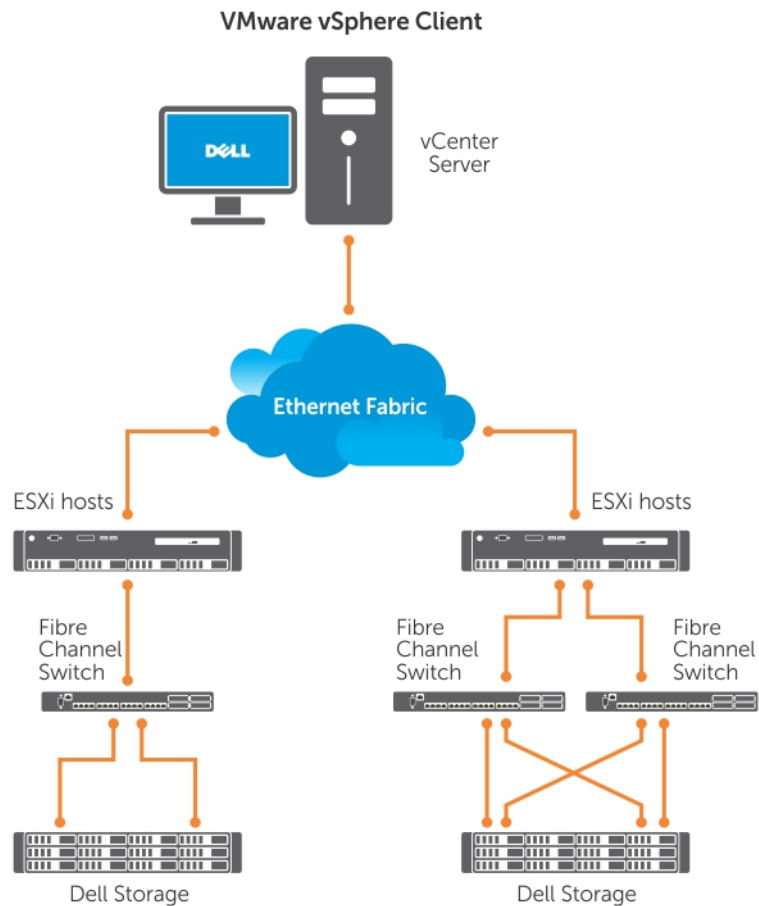 VMware vSphere Client
DELL
vCenter
Server
Ethernet Fabric
ESXi hosts
ESXi hosts
Fibre
Channel
Switch
Fibre
Channel
Switch
Fibre
Channel
Switch
Dell Storage
Dell Storage